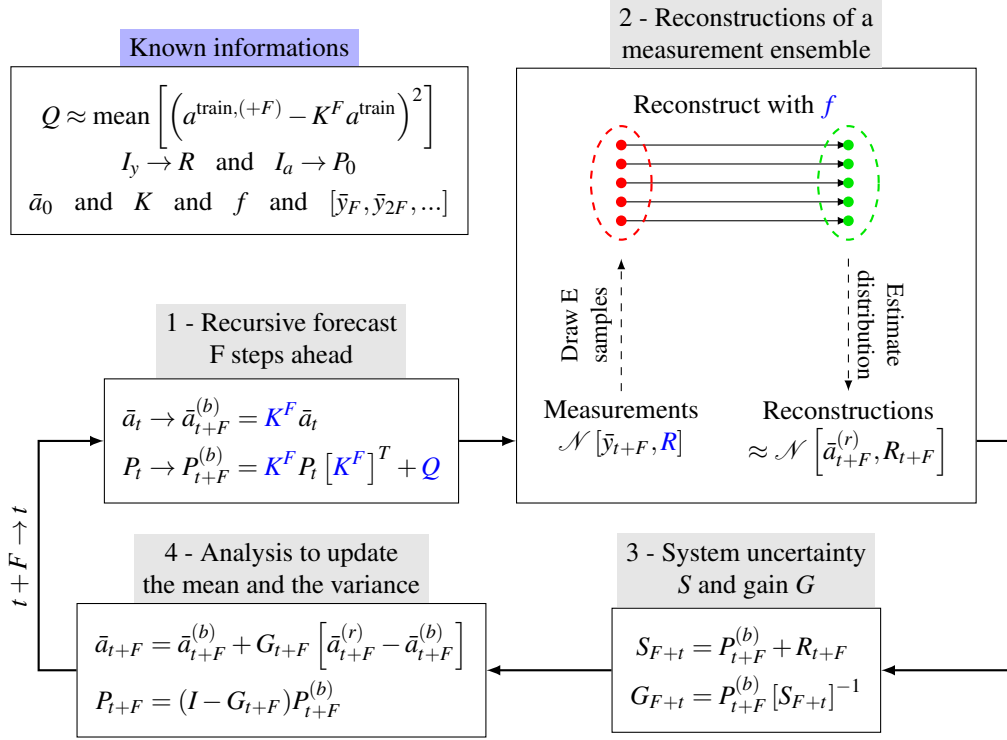 Known informations
Q ≈ mean [(a^{train,(+F)} − K^F a^{train})^2]
I_y → R and I_a → P_0
ā_0 and K and f and [ȳ_F, ȳ_{2F}, ...]
2 - Reconstructions of a
measurement ensemble
Reconstruct with f
Draw E
samples
Estimate
distribution
Measurements
𝒩 [ȳ_{t+F}, R]
Reconstructions
≈ 𝒩 [ā^{(r)}_{t+F}, R_{t+F}]
1 - Recursive forecast
F steps ahead
ā_t → ā^{(b)}_{t+F} = K^F ā_t
P_t → P^{(b)}_{t+F} = K^F P_t [K^F]^T + Q
t + F → t
4 - Analysis to update
the mean and the variance
ā_{t+F} = ā^{(b)}_{t+F} + G_{t+F} [ā^{(r)}_{t+F} − ā^{(b)}_{t+F}]
P_{t+F} = (I − G_{t+F})P^{(b)}_{t+F}
3 - System uncertainty
S and gain G
S_{F+t} = P^{(b)}_{t+F} + R_{t+F}
G_{F+t} = P^{(b)}_{t+F} [S_{F+t}]^{−1}